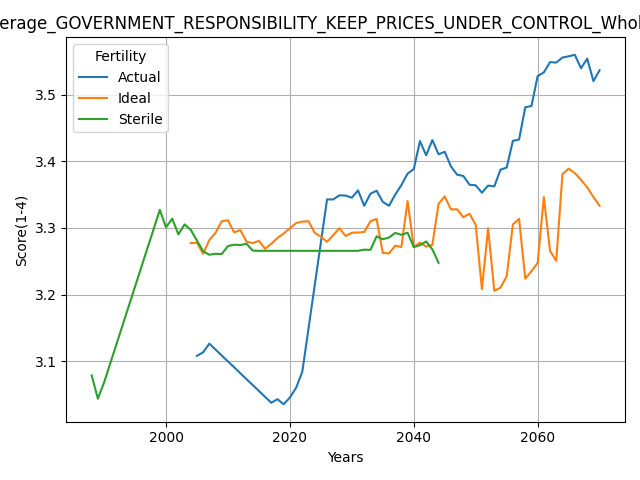 erage_GOVERNMENT_RESPONSIBILITY_KEEP_PRICES_UNDER_CONTROL_Whol
Fertility
Actual
Ideal
Sterile
3.5
3.4
3.3
3.2
3.1
Score(1-4)
2000 2020 2040 2060
Years